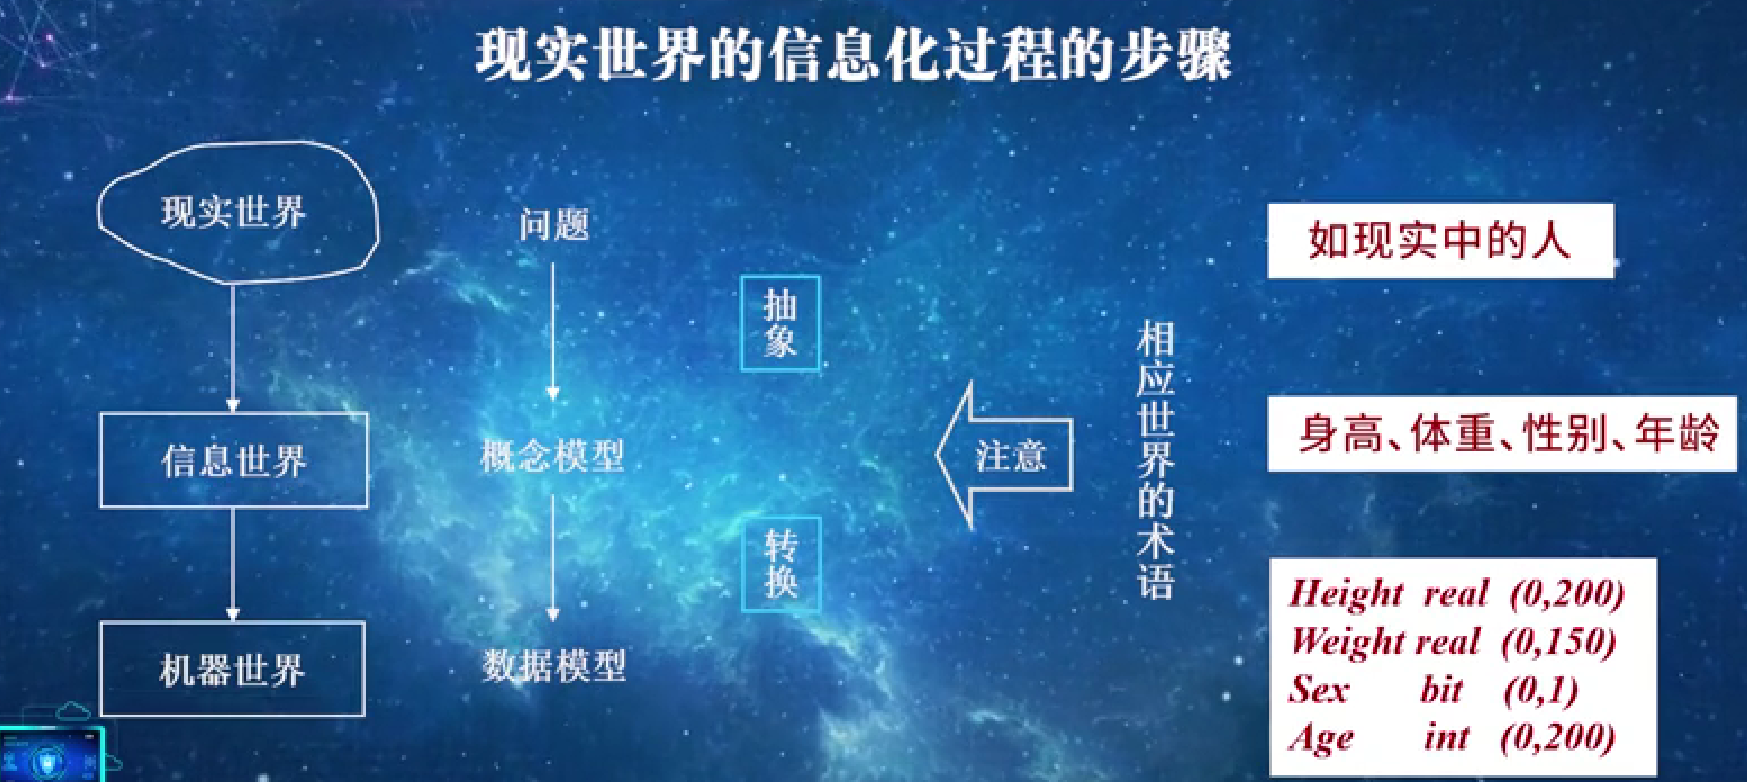 现实世界的信息化过程的步骤
现实世界
问题
如现实中的人
抽象
相应世界的术语
身高、体重、性别、年龄
信息世界
概念模型
注意
转换
机器世界
数据模型
Height real (0,200)
Weight real (0,150)
Sex bit (0,1)
Age int (0,200)